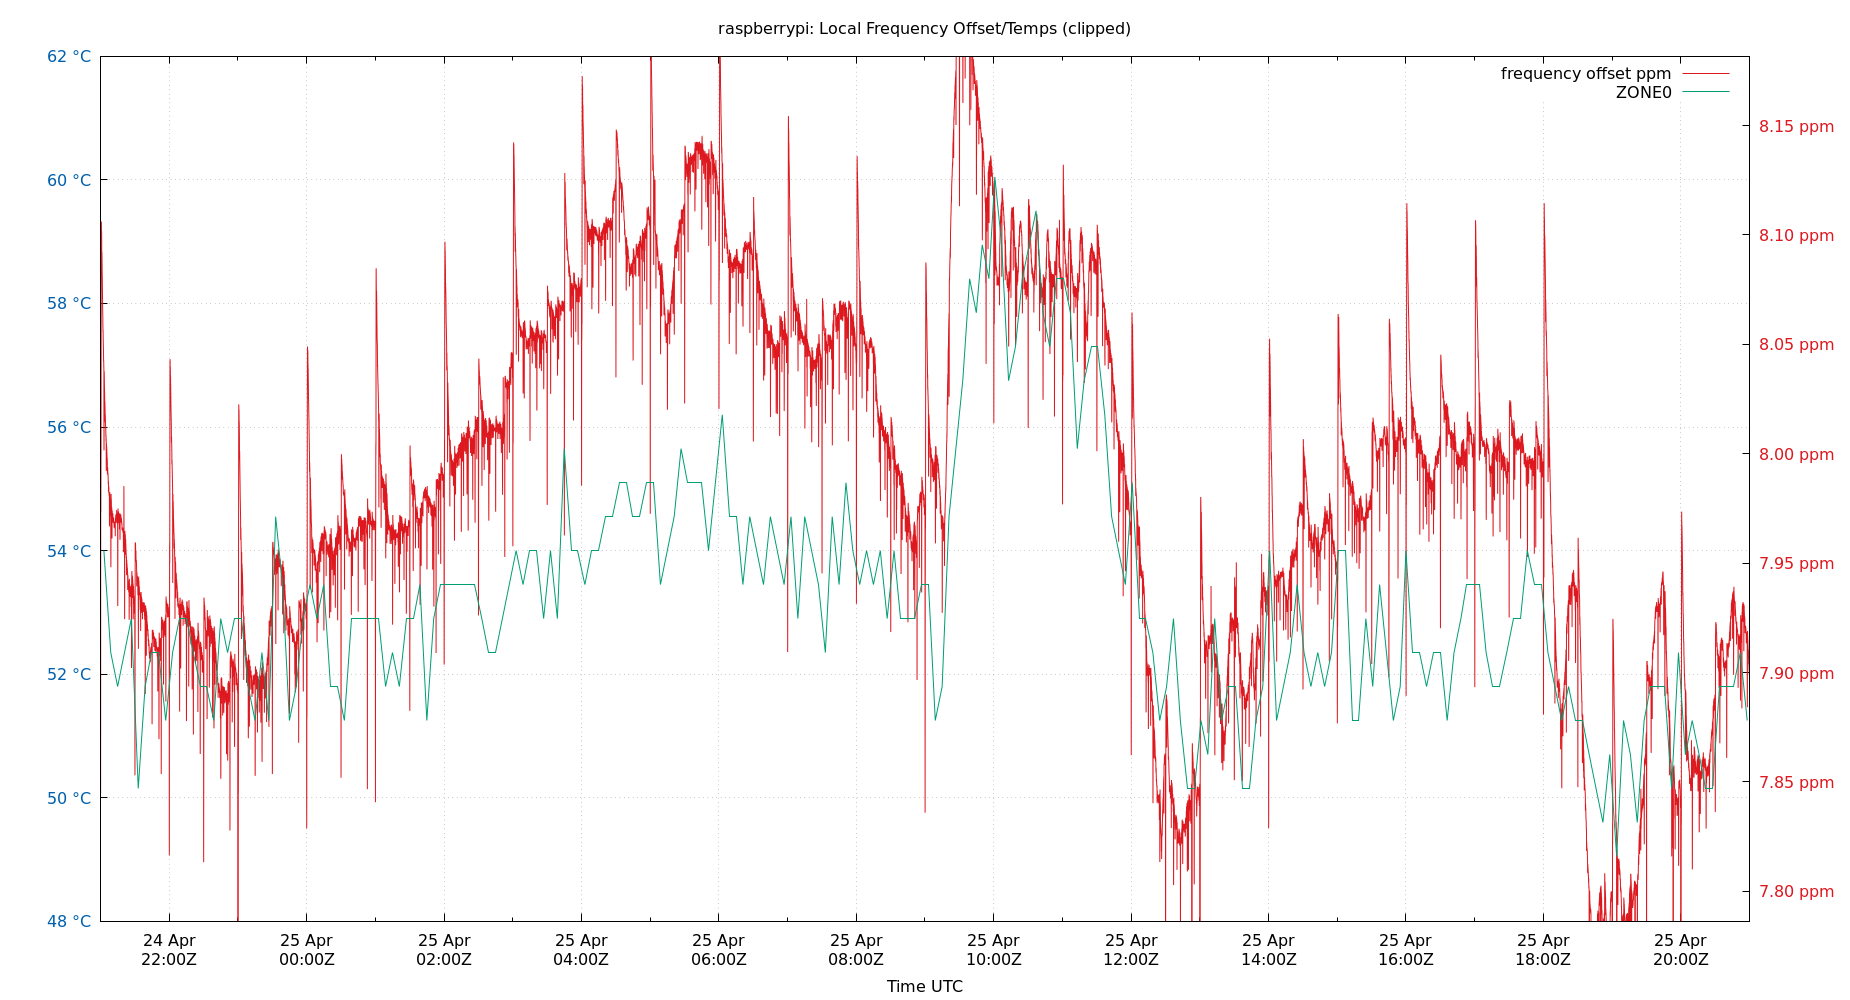 raspberrypi: Local Frequency Offset/Temps (clipped)
frequency offset ppm
ZONE0
62 °C
60 °C
58 °C
56 °C
54 °C
52 °C
50 °C
48 °C
8.15 ppm
8.10 ppm
8.05 ppm
8.00 ppm
7.95 ppm
7.90 ppm
7.85 ppm
7.80 ppm
24 Apr
22:00Z
25 Apr
00:00Z
25 Apr
02:00Z
25 Apr
04:00Z
25 Apr
06:00Z
25 Apr
08:00Z
25 Apr
10:00Z
25 Apr
12:00Z
25 Apr
14:00Z
25 Apr
16:00Z
25 Apr
18:00Z
25 Apr
20:00Z
Time UTC